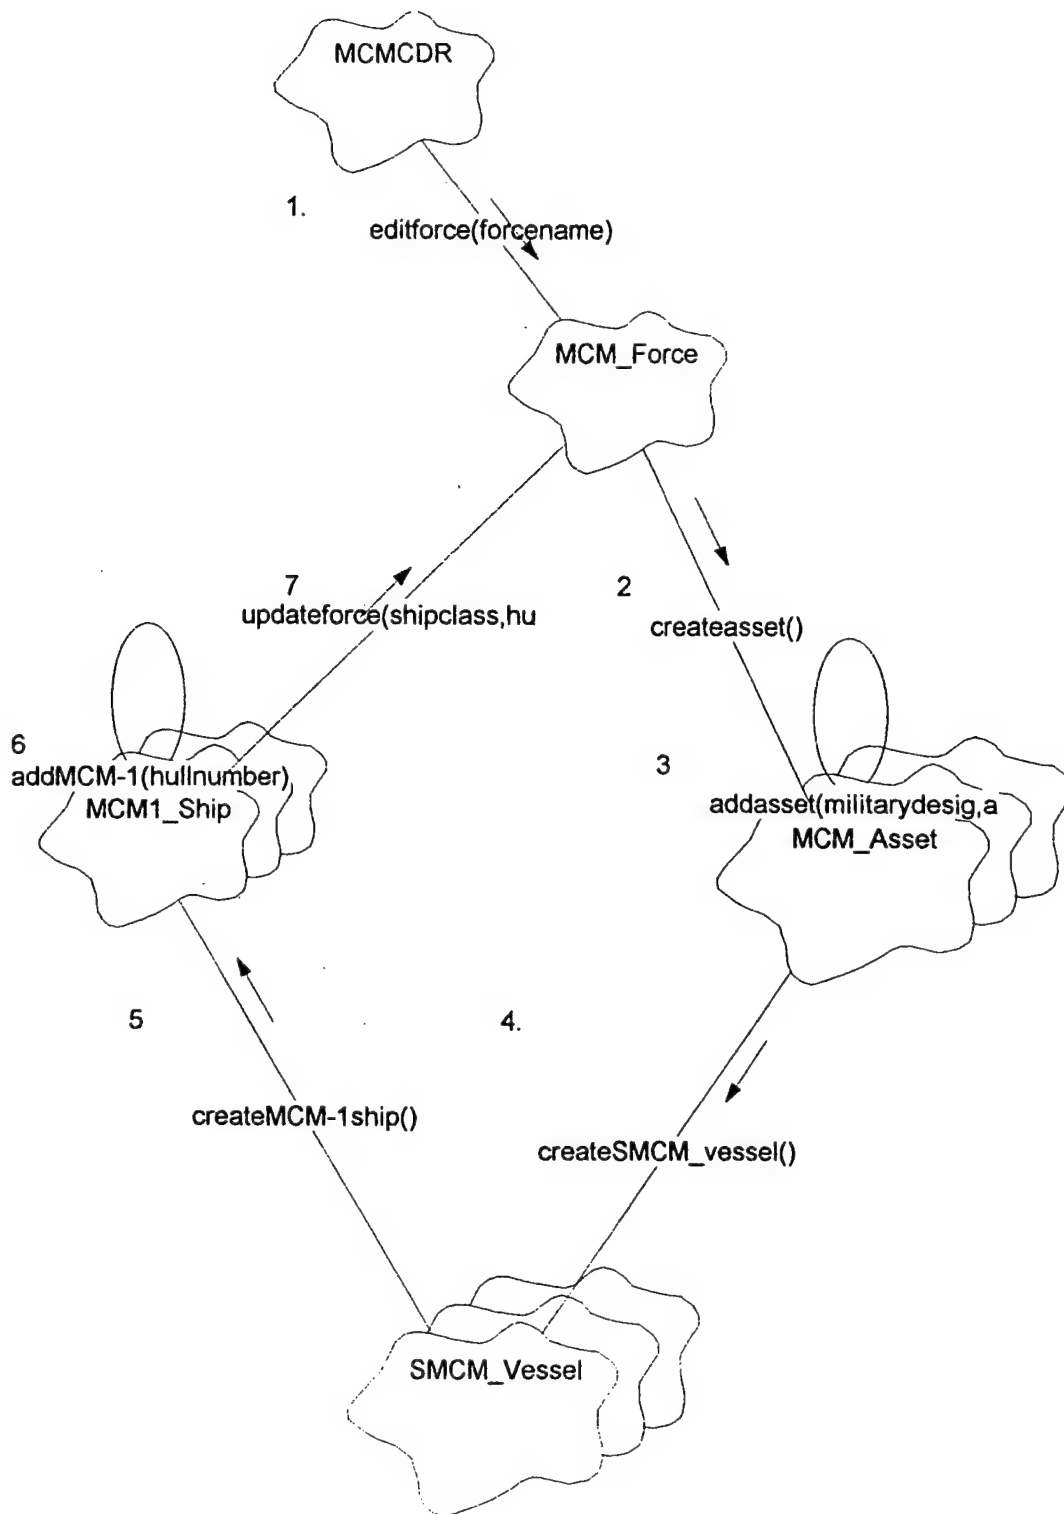 MCMCDR
1.
editforce(forcename)
MCM_Force
7
updateforce(shipclass,hu
2
createasset()
6
addMCM-1(hullnumber)
MCM1_Ship
3
addasset(militarydesig,a
MCM_Asset
5
4.
createMCM-1ship()
createSMCM_vessel()
SMCM_Vessel